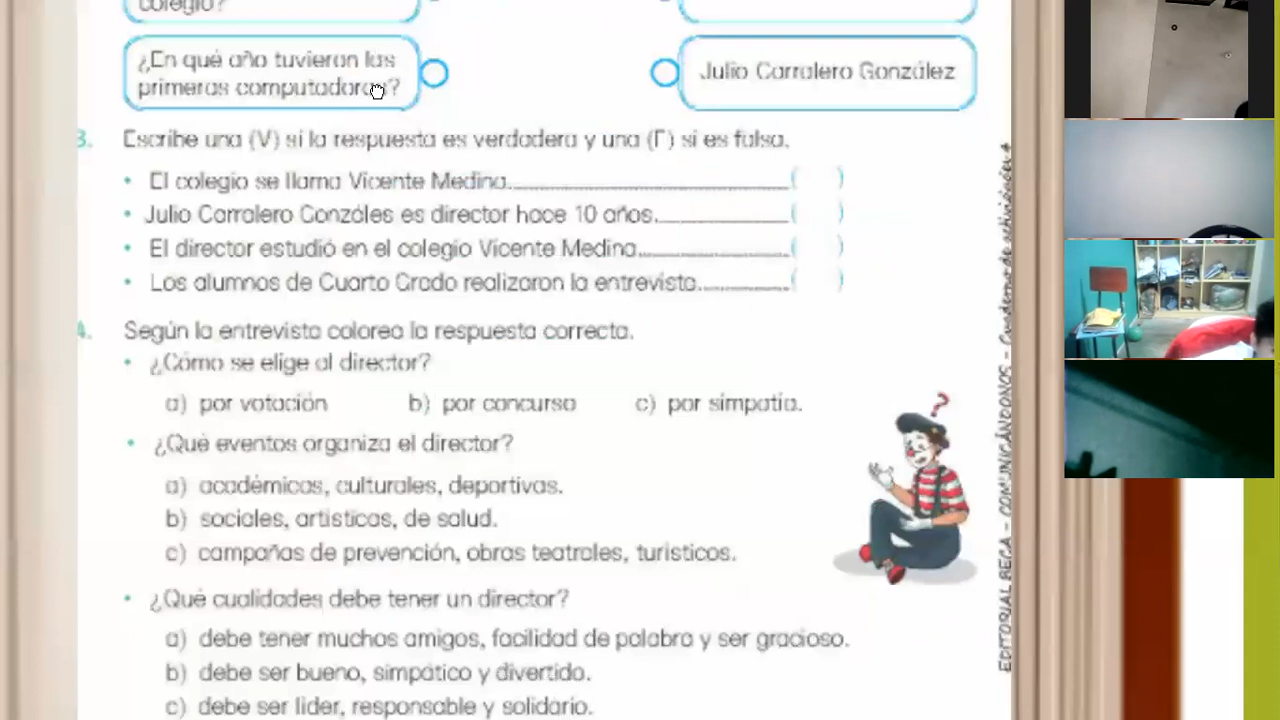 colegio?
¿En qué año tuvieron las
primeras computadoras?
Julio Carralero González
3. Escribe una (V) si la respuesta es verdadera y una (F) si es falsa.
• El colegio se llama Vicente Medina. ( )
• Julio Carralero Gonzáles es director hace 10 años. ( )
• El director estudió en el colegio Vicente Medina. ( )
• Los alumnos de Cuarto Grado realizaron la entrevista. ( )
4. Según la entrevista colorea la respuesta correcta.
• ¿Cómo se elige al director?
a) por votación b) por concurso c) por simpatía.
• ¿Qué eventos organiza el director?
a) académicos, culturales, deportivos.
b) sociales, artísticos, de salud.
c) campañas de prevención, obras teatrales, turísticos.
• ¿Qué cualidades debe tener un director?
a) debe tener muchos amigos, facilidad de palabra y ser gracioso.
b) debe ser bueno, simpático y divertido.
c) debe ser líder, responsable y solidario.
?
EDITORIAL BECA - COMUNICÁNDONOS - Cuaderno de actividades 4